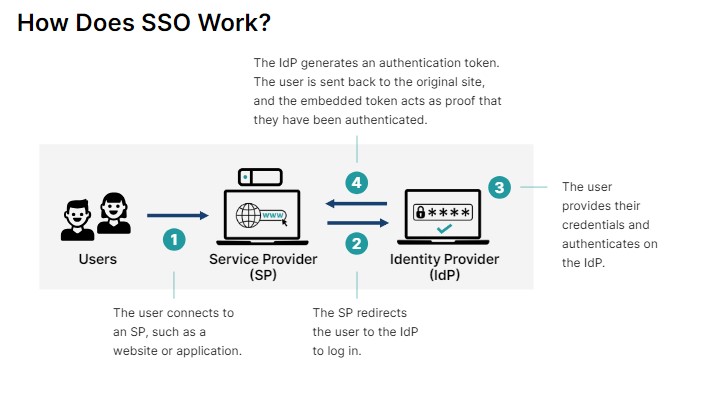 How Does SSO Work?
The IdP generates an authentication token.
The user is sent back to the original site,
and the embedded token acts as proof that
they have been authenticated.
4
3
The user
provides their
credentials and
authenticates on
the IdP.
www
****
1
2
Users
Service Provider
(SP)
Identity Provider
(IdP)
The user connects to
an SP, such as a
website or application.
The SP redirects
the user to the IdP
to log in.